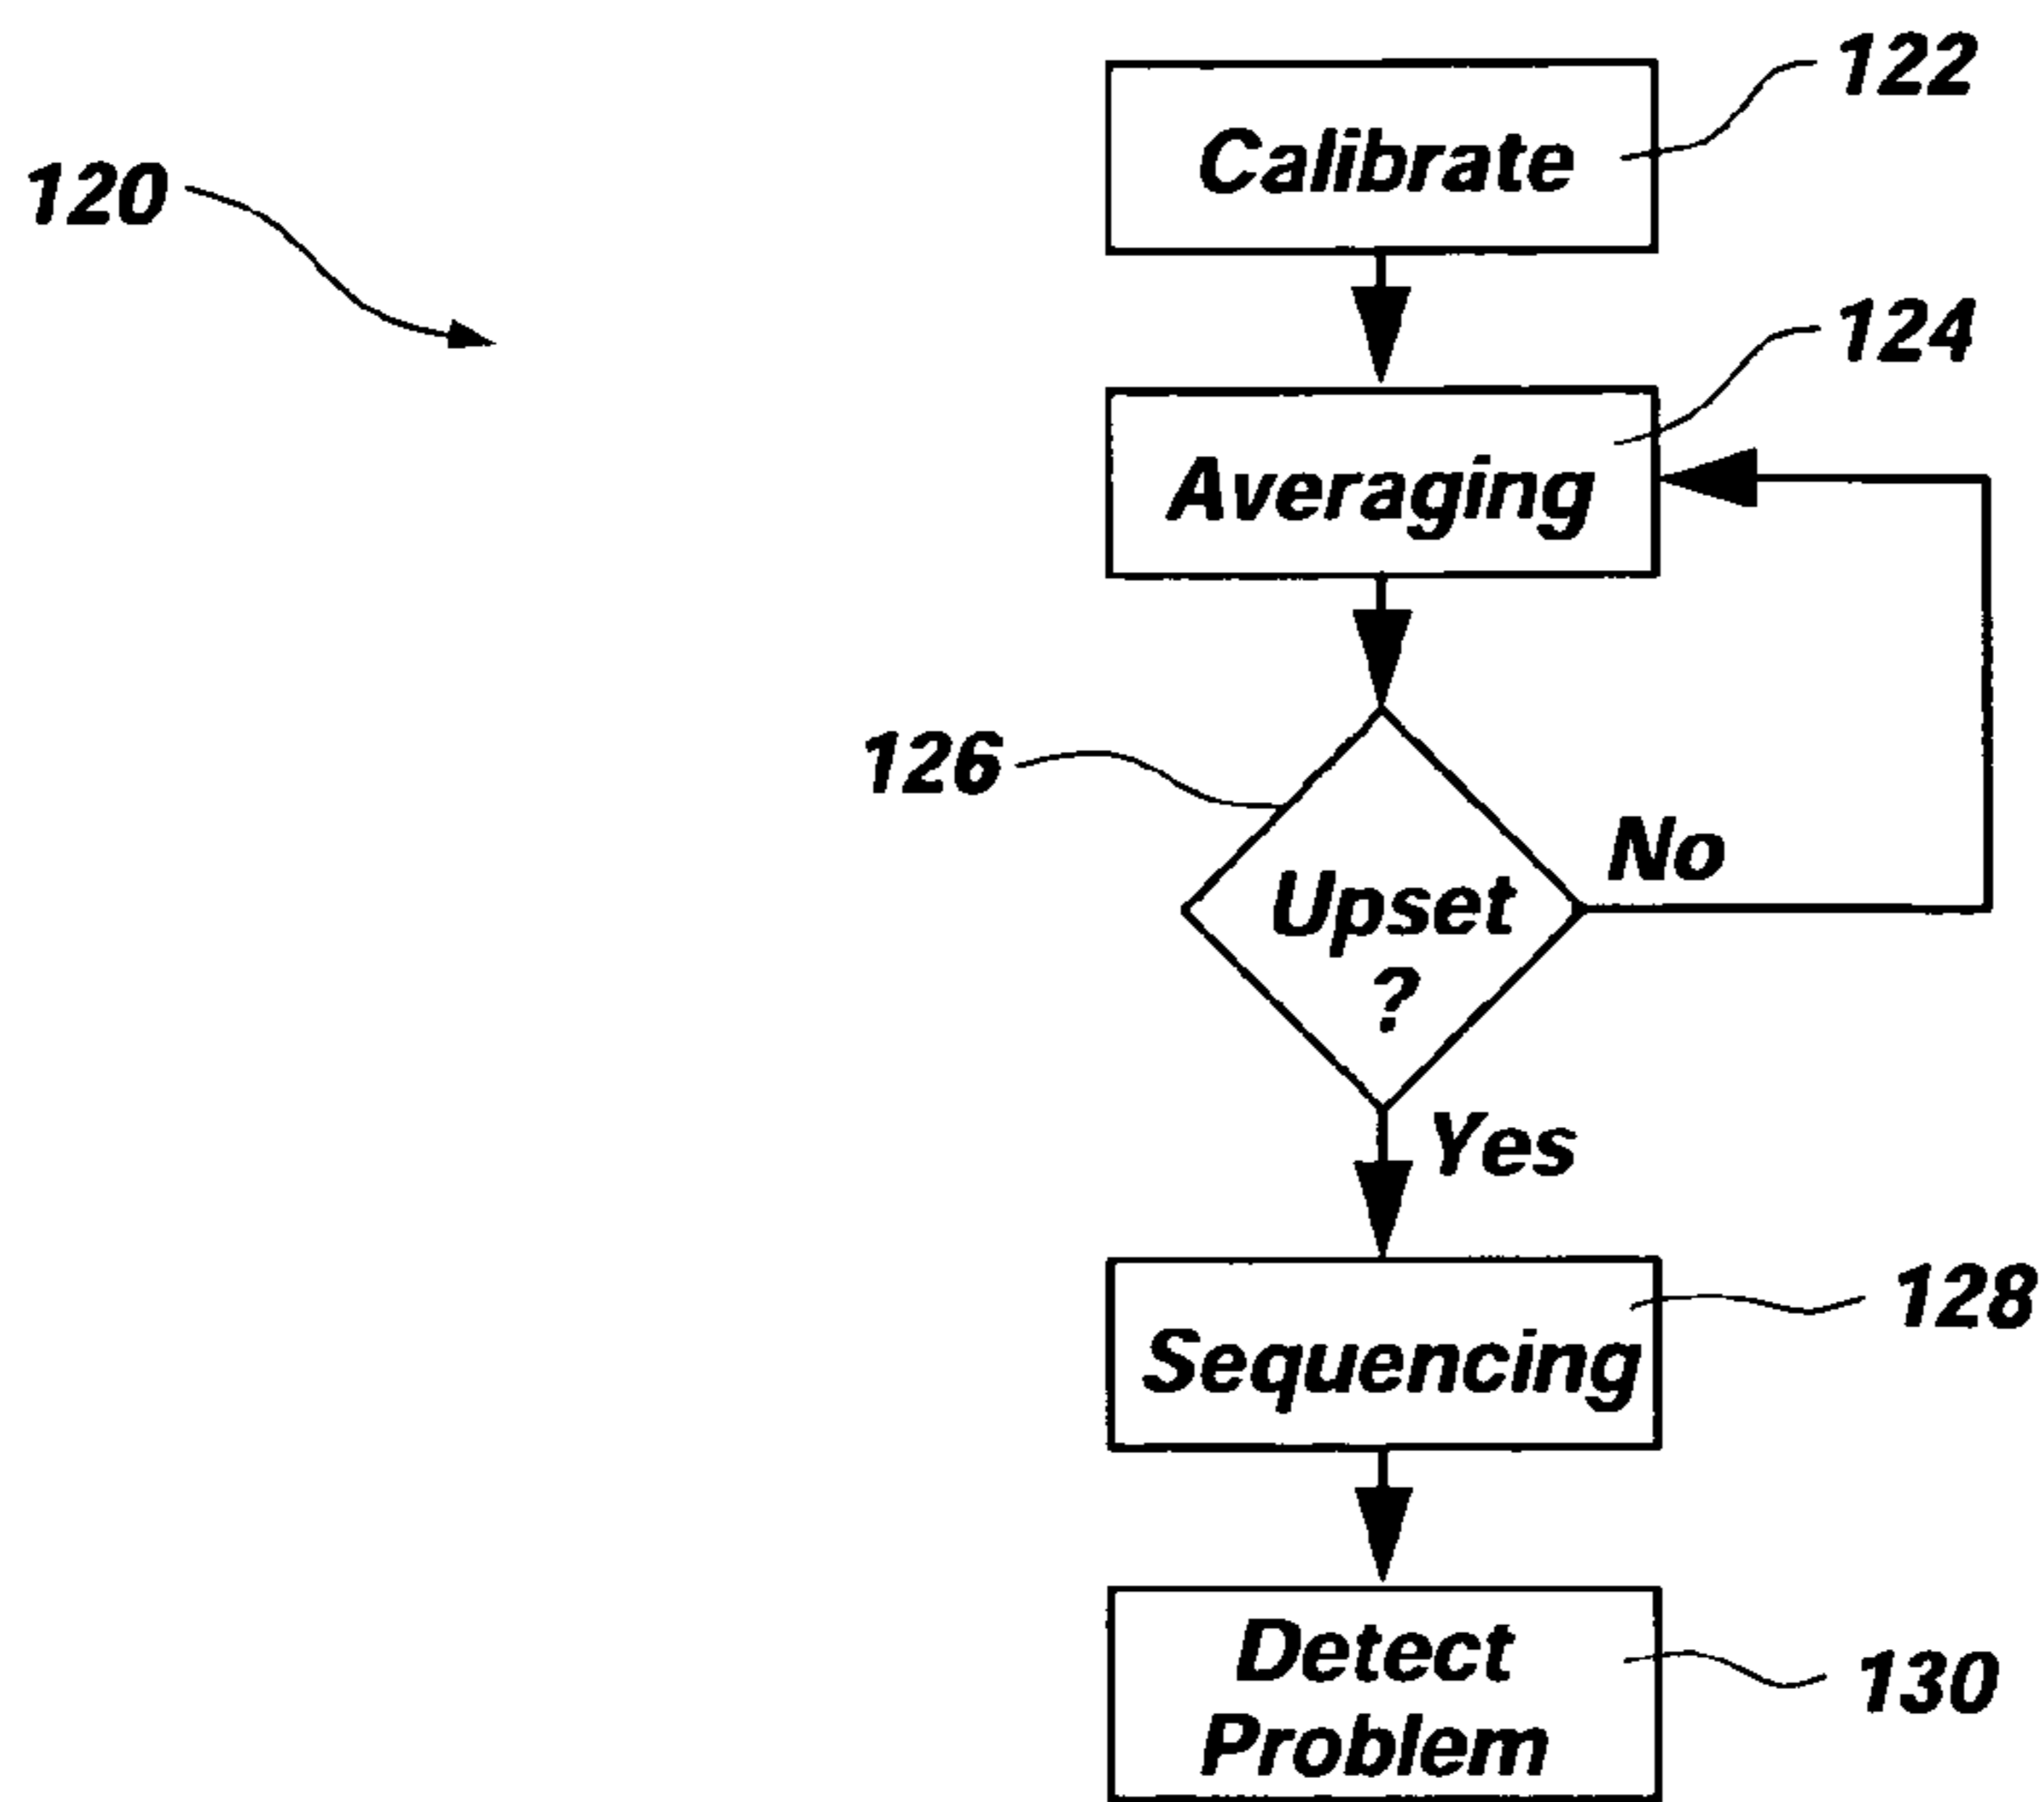 122
Calibrate
120
124
Averaging
126
No
Upset
?
Yes
128
Sequencing
Detect
130
Problem